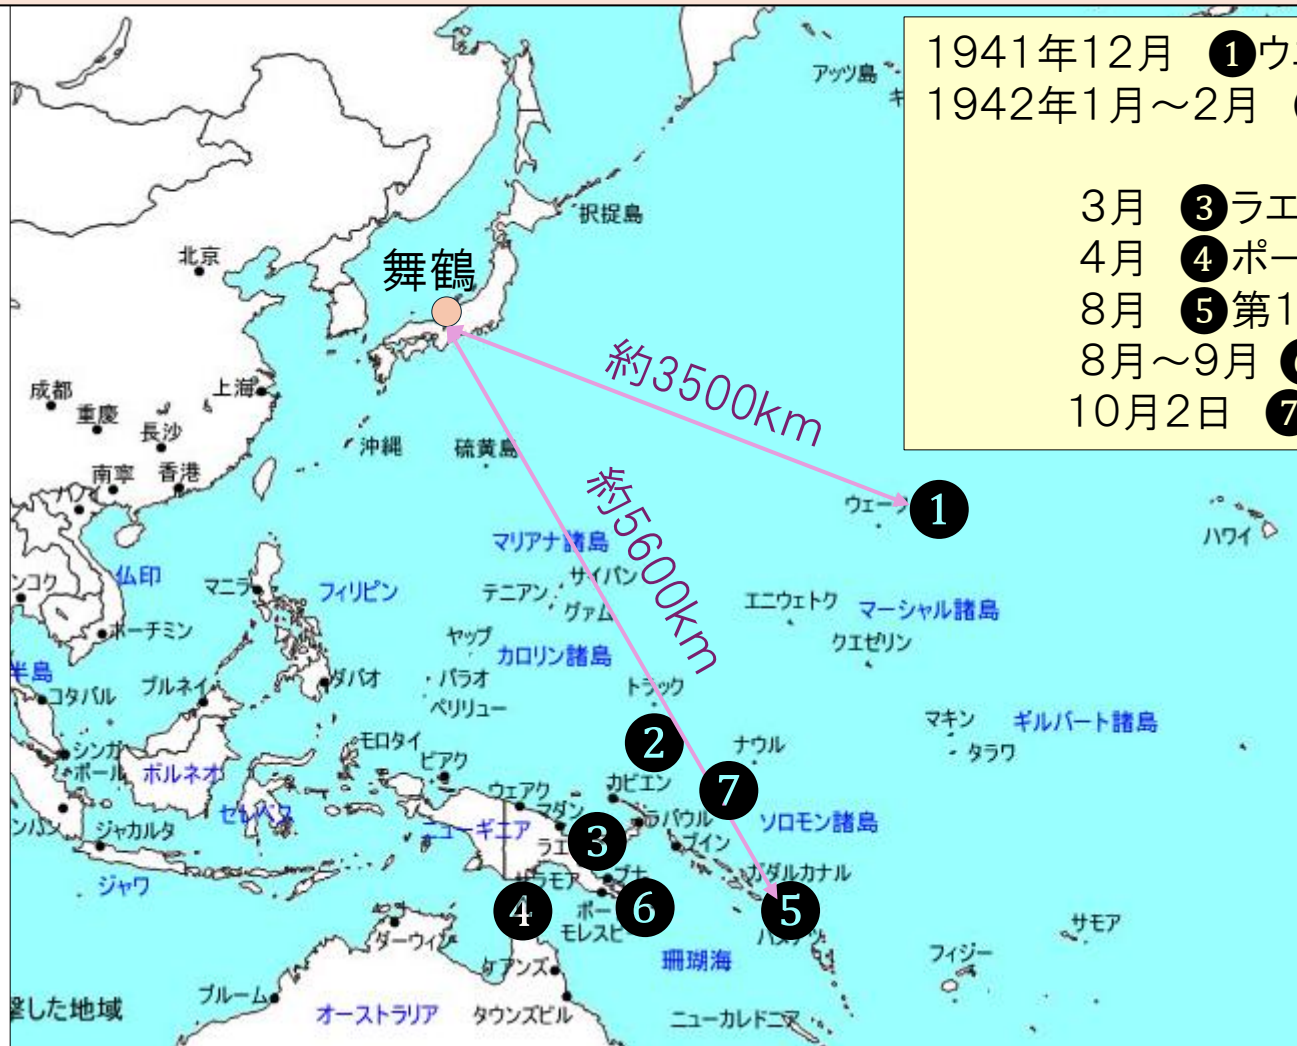 1941年12月 ❶ウ
1942年1月～2月
3月 ❸ラエ
4月 ❹ポー
8月 ❺第1
8月～9月
10月2日 ❼
アッツ島
択捉島
北京
舞鶴
成都
上海
重慶
長沙
約3500km
沖縄
硫黄島
南寧
香港
約5600km
ウェー
❶
ハワイ
マリアナ諸島
仏印
マニラ
フィリピン
サイパン
テニアン
グァム
エニウェトク
マーシャル諸島
ンコク
ホーチミン
ヤップ
クエゼリン
カロリン諸島
半島
コタバル
ブルネイ
ダバオ
パラオ
ペリリュー
トラック
マキン
ギルバート諸島
タラワ
❷
ナウル
モロタイ
ビアク
シンガ
ポール
ボルネオ
カビエン
❼
ウェアク
マダン
セレベス
ジャカルタ
ニューギニア
ラエ
❸
ラバウル
ブイン
ソロモン諸島
ジャワ
ラモア
ブナ
ガダルカナル
❹
ポー
モレスビ
❻
❺
サモア
ダーウィン
珊瑚海
フィジー
ケアンズ
ブルーム
撃した地域
オーストラリア
タウンズビル
ニューカレドニア